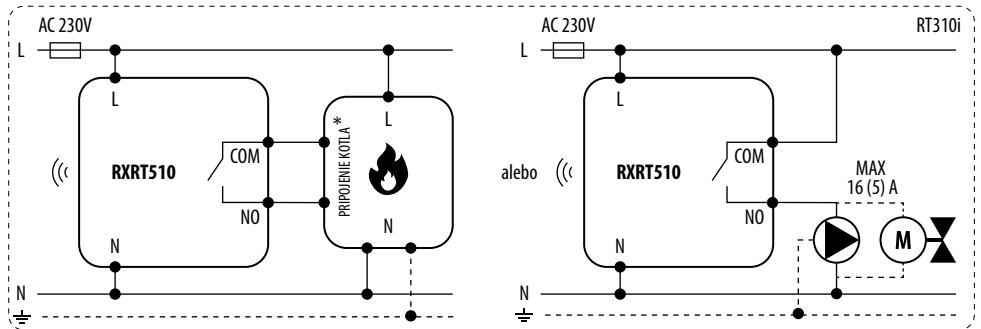 AC 230V
L
L
RXRT510
COM
NO
N
N
PRIPOJENIE KOTLA *
L
N
alebo
AC 230V
RT310i
L
L
RXRT510
COM
NO
N
N
MAX
16 (5) A
M